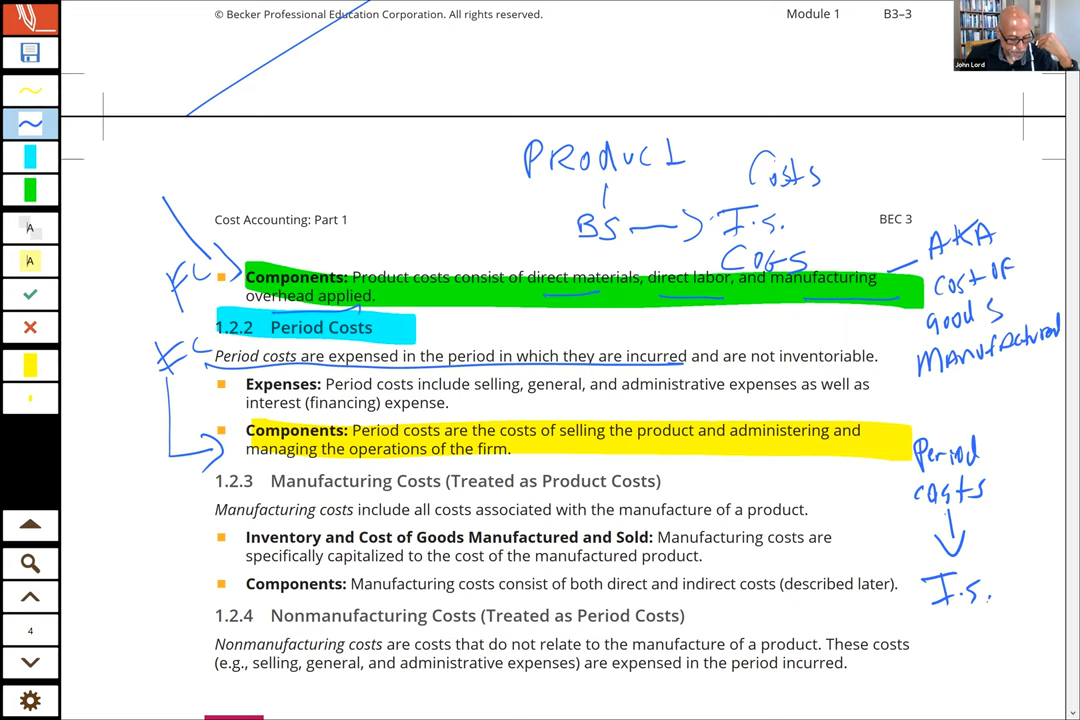 © Becker Professional Education Corporation. All rights reserved.
Module 1 B3–3
John Lord
PRODUCT
Costs
Cost Accounting: Part 1
BS → I.S.
BEC 3
COGS
AKA
Cost OF
Goods
Manufactured
FC
■ Components: Product costs consist of direct materials, direct labor, and manufacturing
overhead applied.
1.2.2 Period Costs
Period costs are expensed in the period in which they are incurred and are not inventoriable.
■ Expenses: Period costs include selling, general, and administrative expenses as well as
interest (financing) expense.
■ Components: Period costs are the costs of selling the product and administering and
managing the operations of the firm.
Period
costs
I.S.
1.2.3 Manufacturing Costs (Treated as Product Costs)
Manufacturing costs include all costs associated with the manufacture of a product.
■ Inventory and Cost of Goods Manufactured and Sold: Manufacturing costs are
specifically capitalized to the cost of the manufactured product.
■ Components: Manufacturing costs consist of both direct and indirect costs (described later).
1.2.4 Nonmanufacturing Costs (Treated as Period Costs)
Nonmanufacturing costs are costs that do not relate to the manufacture of a product. These costs
(e.g., selling, general, and administrative expenses) are expensed in the period incurred.
A
A
4